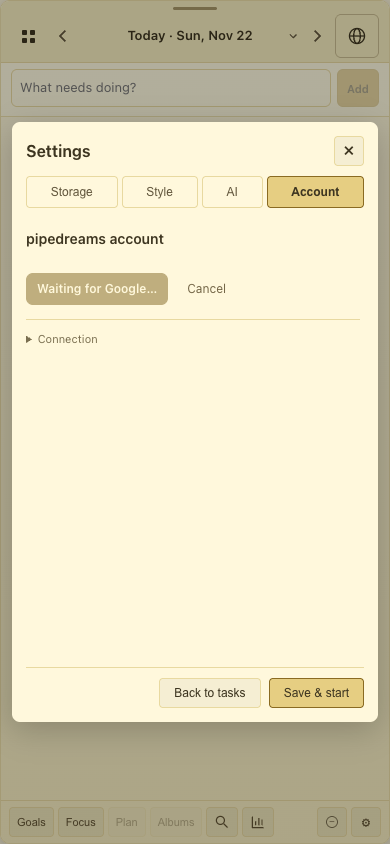 Today · Sun, Nov 22
What needs doing?
Add
Settings
Storage
Style
AI
Account
pipedreams account
Waiting for Google...
Cancel
Connection
Back to tasks
Save & start
Goals
Focus
Plan
Albums